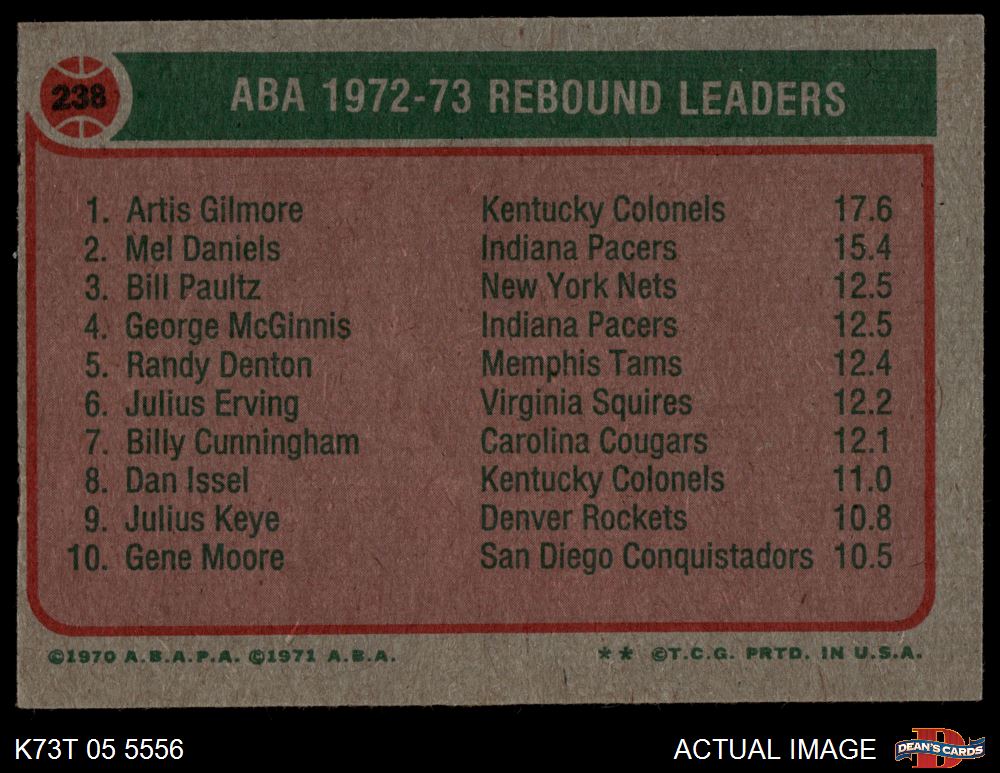 238
ABA 1972-73 REBOUND LEADERS
1. Artis Gilmore Kentucky Colonels 17.6
2. Mel Daniels Indiana Pacers 15.4
3. Bill Paultz New York Nets 12.5
4. George McGinnis Indiana Pacers 12.5
5. Randy Denton Memphis Tams 12.4
6. Julius Erving Virginia Squires 12.2
7. Billy Cunningham Carolina Cougars 12.1
8. Dan Issel Kentucky Colonels 11.0
9. Julius Keye Denver Rockets 10.8
10. Gene Moore San Diego Conquistadors 10.5
©1970 A.B.A.P.A. ©1971 A.B.A. ** ©T.C.G. PRTD. IN U.S.A.
K73T 05 5556 ACTUAL IMAGE D DEAN'S CARDS